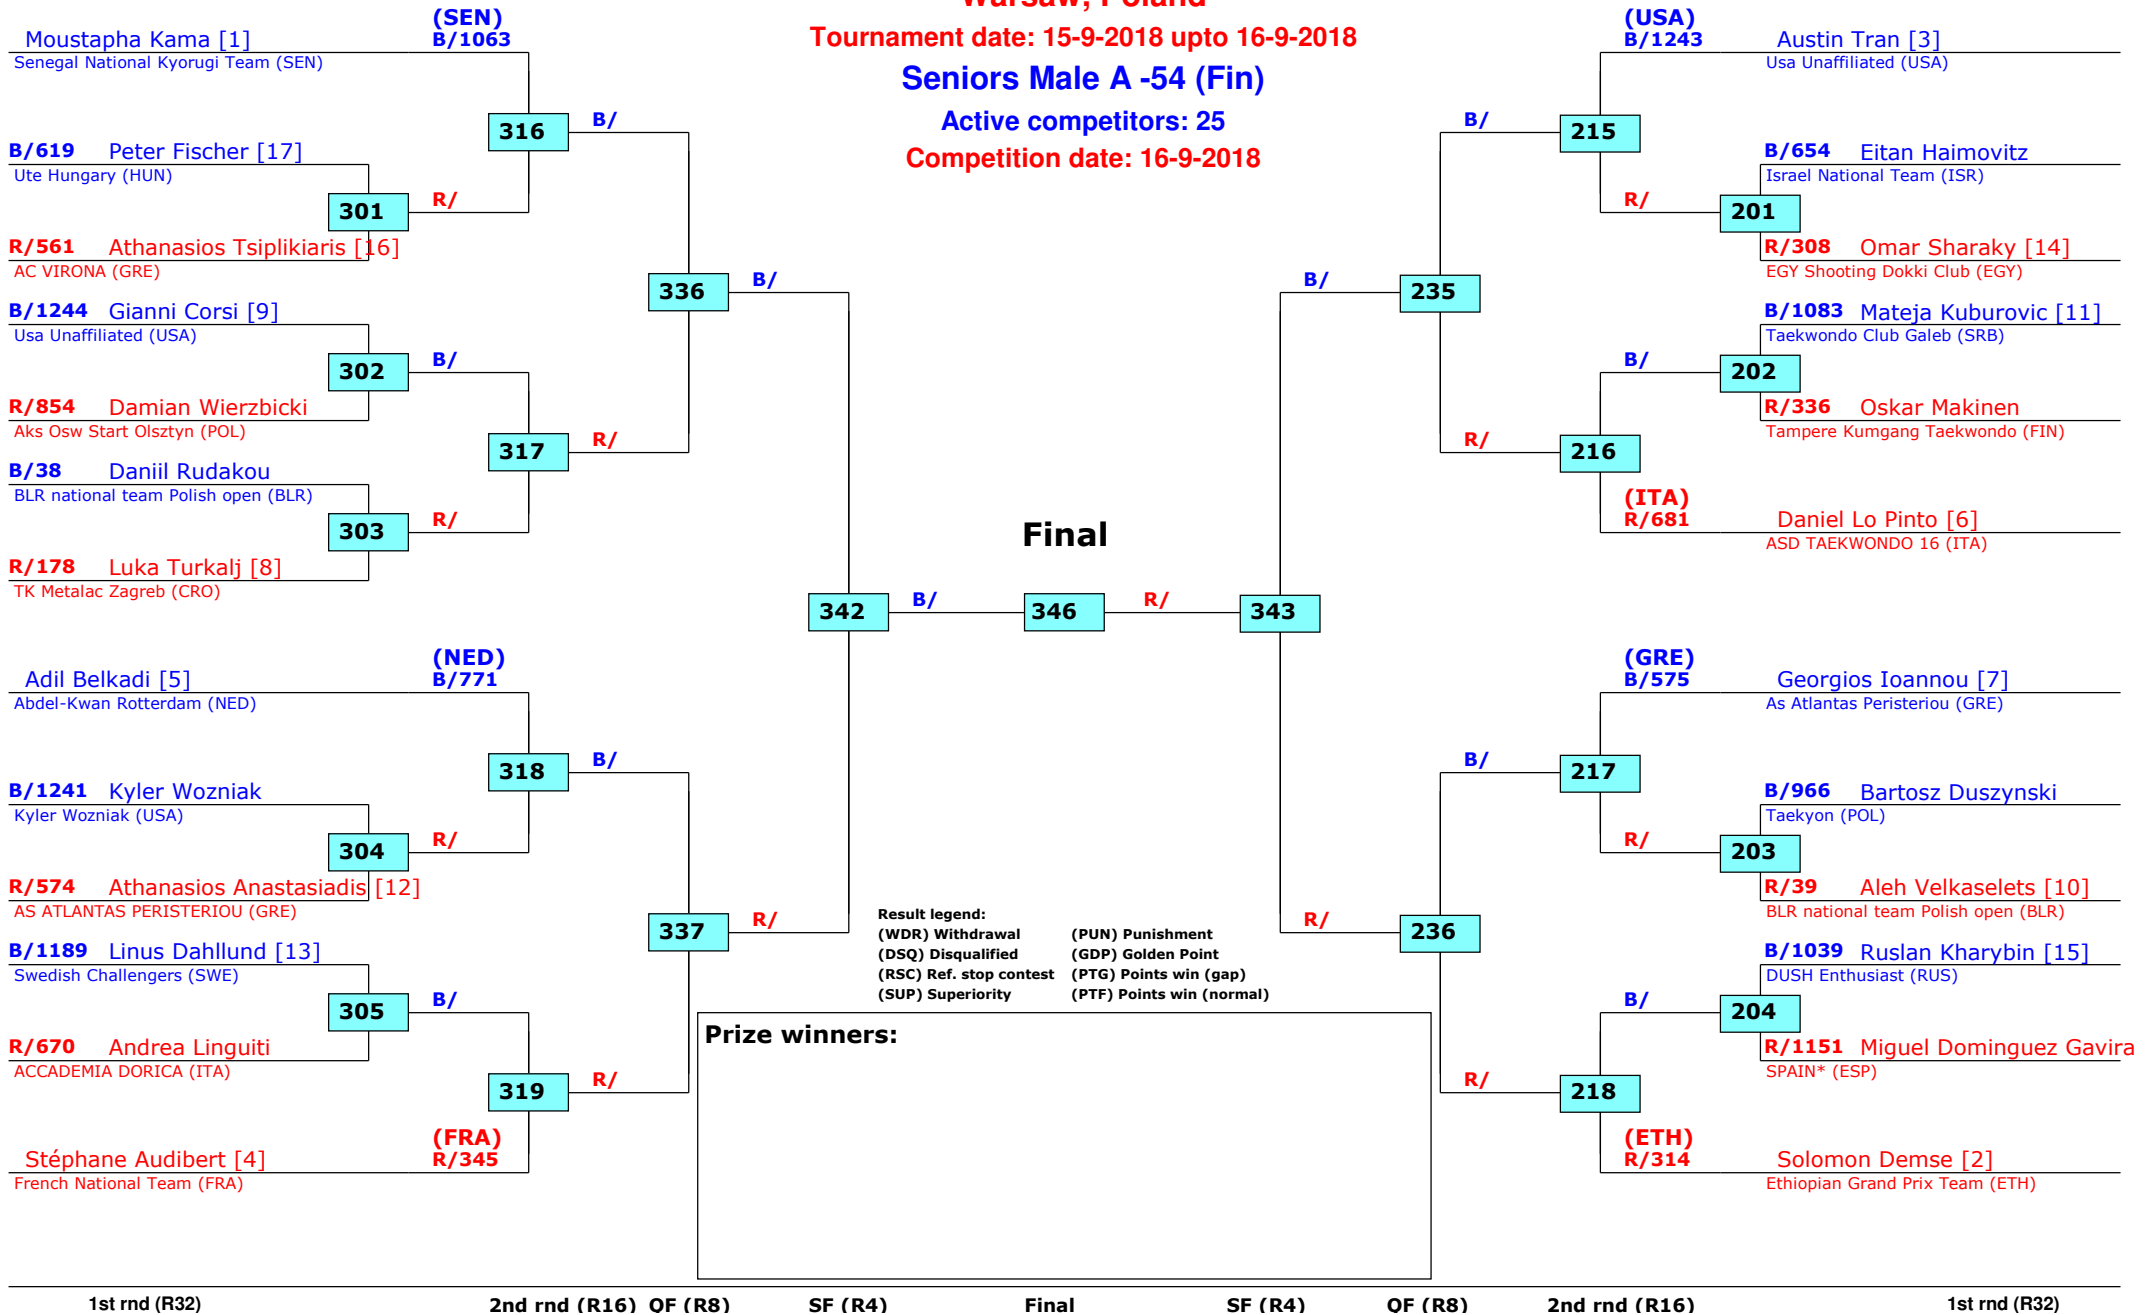 Warsaw, Poland
Tournament date: 15-9-2018 upto 16-9-2018
Seniors Male A -54 (Fin)
Active competitors: 25
Competition date: 16-9-2018
(SEN)
Moustapha Kama [1] B/1063
Senegal National Kyorugi Team (SEN)
316 B/
B/619 Peter Fischer [17]
Ute Hungary (HUN)
301 R/
R/561 Athanasios Tsiplikiaris [16]
AC VIRONA (GRE)
336 B/
B/1244 Gianni Corsi [9]
Usa Unaffiliated (USA)
302 B/
R/854 Damian Wierzbicki
Aks Osw Start Olsztyn (POL)
317 R/
B/38 Daniil Rudakou
BLR national team Polish open (BLR)
303 R/
R/178 Luka Turkalj [8]
TK Metalac Zagreb (CRO)
342 B/
(NED)
Adil Belkadi [5] B/771
Abdel-Kwan Rotterdam (NED)
318 B/
B/1241 Kyler Wozniak
Kyler Wozniak (USA)
304 R/
R/574 Athanasios Anastasiadis [12]
AS ATLANTAS PERISTERIOU (GRE)
337 R/
B/1189 Linus Dahllund [13]
Swedish Challengers (SWE)
305 B/
R/670 Andrea Linguiti
ACCADEMIA DORICA (ITA)
319 R/
(FRA)
Stéphane Audibert [4] R/345
French National Team (FRA)
Final
346
(USA)
B/1243 Austin Tran [3]
Usa Unaffiliated (USA)
B/ 215
B/654 Eitan Haimovitz
Israel National Team (ISR)
R/ 201
R/308 Omar Sharaky [14]
EGY Shooting Dokki Club (EGY)
B/ 235
B/1083 Mateja Kuburovic [11]
Taekwondo Club Galeb (SRB)
B/ 202
R/336 Oskar Makinen
Tampere Kumgang Taekwondo (FIN)
R/ 216
(ITA)
R/681 Daniel Lo Pinto [6]
ASD TAEKWONDO 16 (ITA)
R/ 343
(GRE)
B/575 Georgios Ioannou [7]
As Atlantas Peristeriou (GRE)
B/ 217
B/966 Bartosz Duszynski
Taekyon (POL)
R/ 203
R/39 Aleh Velkaselets [10]
BLR national team Polish open (BLR)
R/ 236
B/1039 Ruslan Kharybin [15]
DUSH Enthusiast (RUS)
B/ 204
R/1151 Miguel Dominguez Gavira
SPAIN* (ESP)
R/ 218
(ETH)
R/314 Solomon Demse [2]
Ethiopian Grand Prix Team (ETH)
Result legend:
(WDR) Withdrawal (PUN) Punishment
(DSQ) Disqualified (GDP) Golden Point
(RSC) Ref. stop contest (PTG) Points win (gap)
(SUP) Superiority (PTF) Points win (normal)
Prize winners:
1st rnd (R32) 2nd rnd (R16) QF (R8) SF (R4) Final SF (R4) QF (R8) 2nd rnd (R16) 1st rnd (R32)